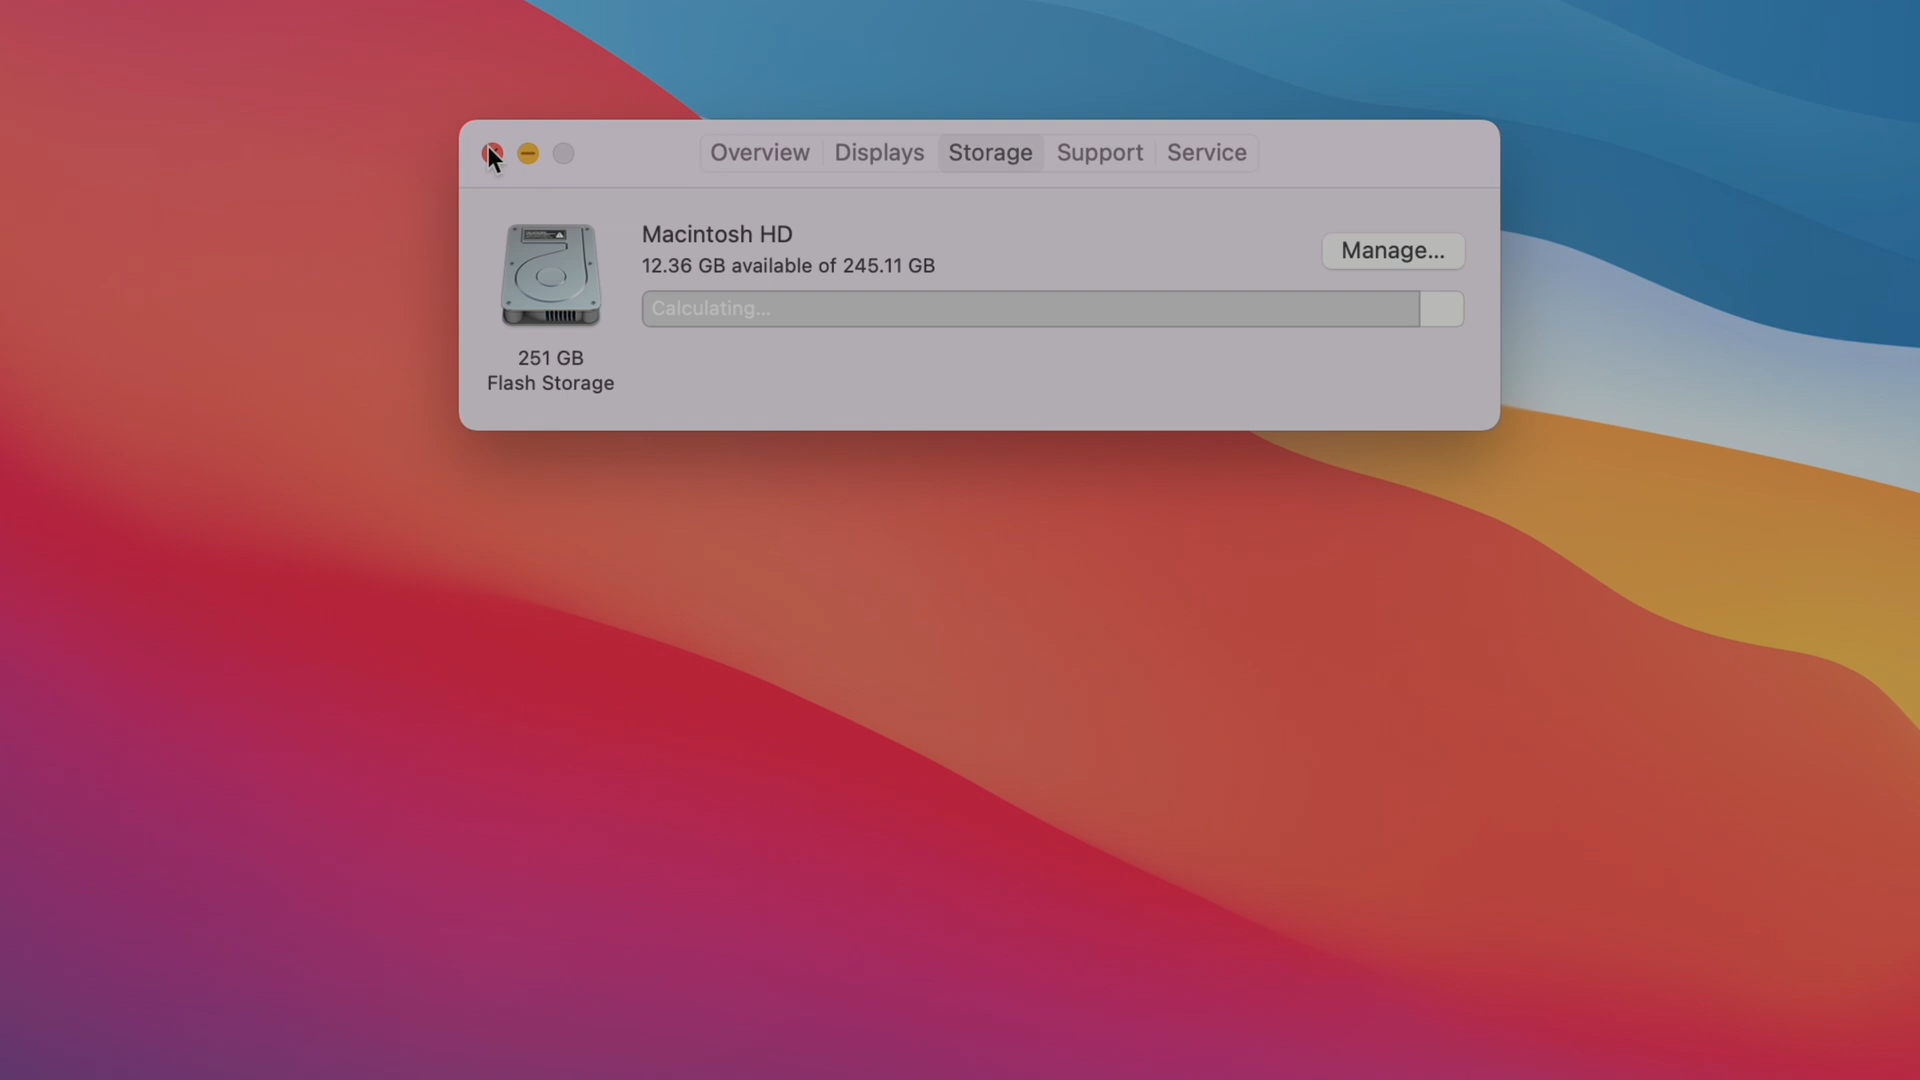 Overview Displays Storage Support Service
Macintosh HD
12.36 GB available of 245.11 GB
Manage...
Calculating...
251 GB
Flash Storage